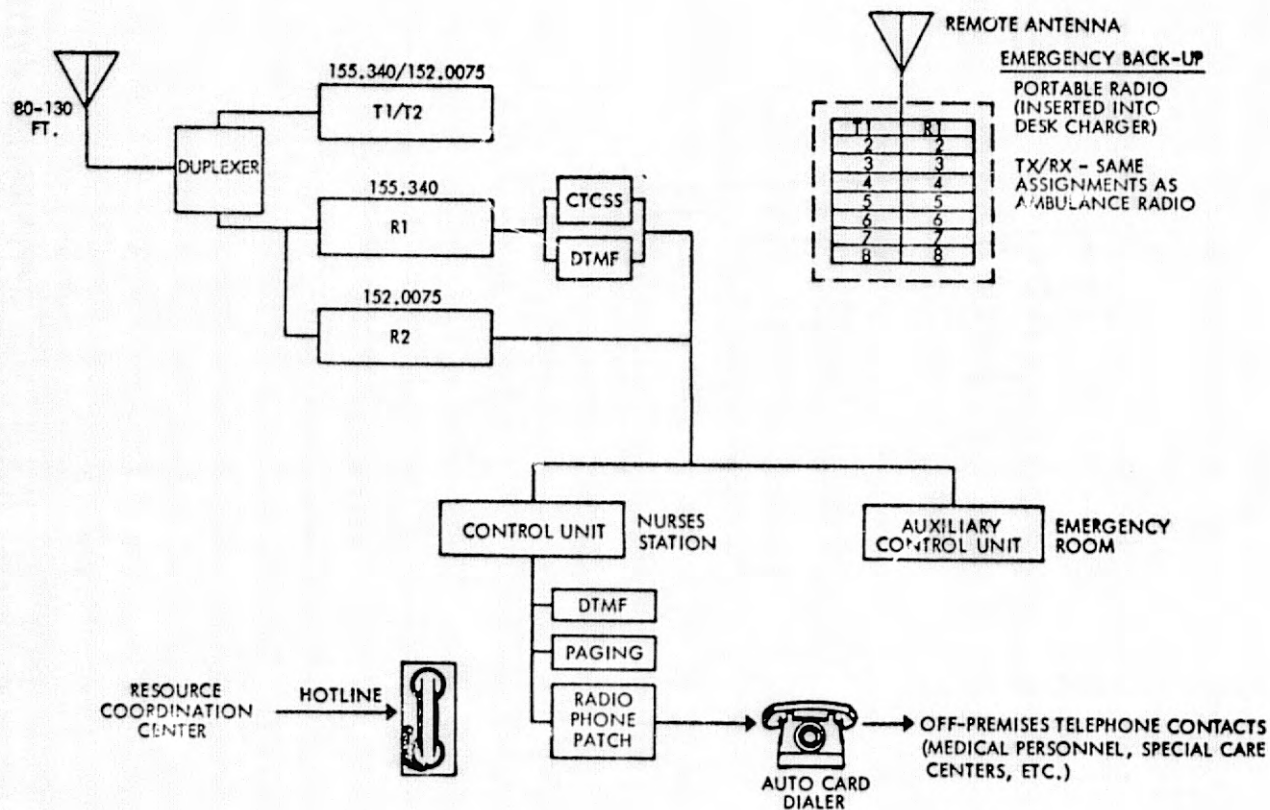 80-130
FT.
DUPLEXER
155.340/152.0075
T1/T2
155.340
R1
CTCSS
DTMF
152.0075
R2
REMOTE ANTENNA
EMERGENCY BACK-UP
PORTABLE RADIO
(INSERTED INTO
DESK CHARGER)
TX/RX - SAME
ASSIGNMENTS AS
AMBULANCE RADIO
T1 R1
2 2
3 3
4 4
5 5
6 6
7 7
8 8
CONTROL UNIT
NURSES
STATION
AUXILIARY
CONTROL UNIT
EMERGENCY
ROOM
DTMF
PAGING
RADIO
PHONE
PATCH
RESOURCE
COORDINATION
CENTER
HOTLINE
AUTO CARD
DIALER
OFF-PREMISES TELEPHONE CONTACTS
(MEDICAL PERSONNEL, SPECIAL CARE
CENTERS, ETC.)